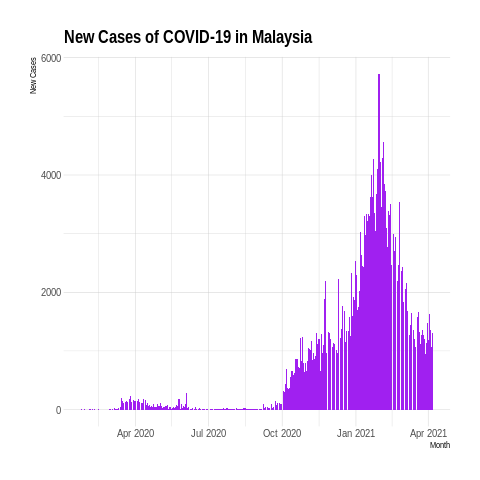 New Cases of COVID-19 in Malaysia
New Cases
6000
4000
2000
0
Apr 2020 Jul 2020 Oct 2020 Jan 2021 Apr 2021
Month